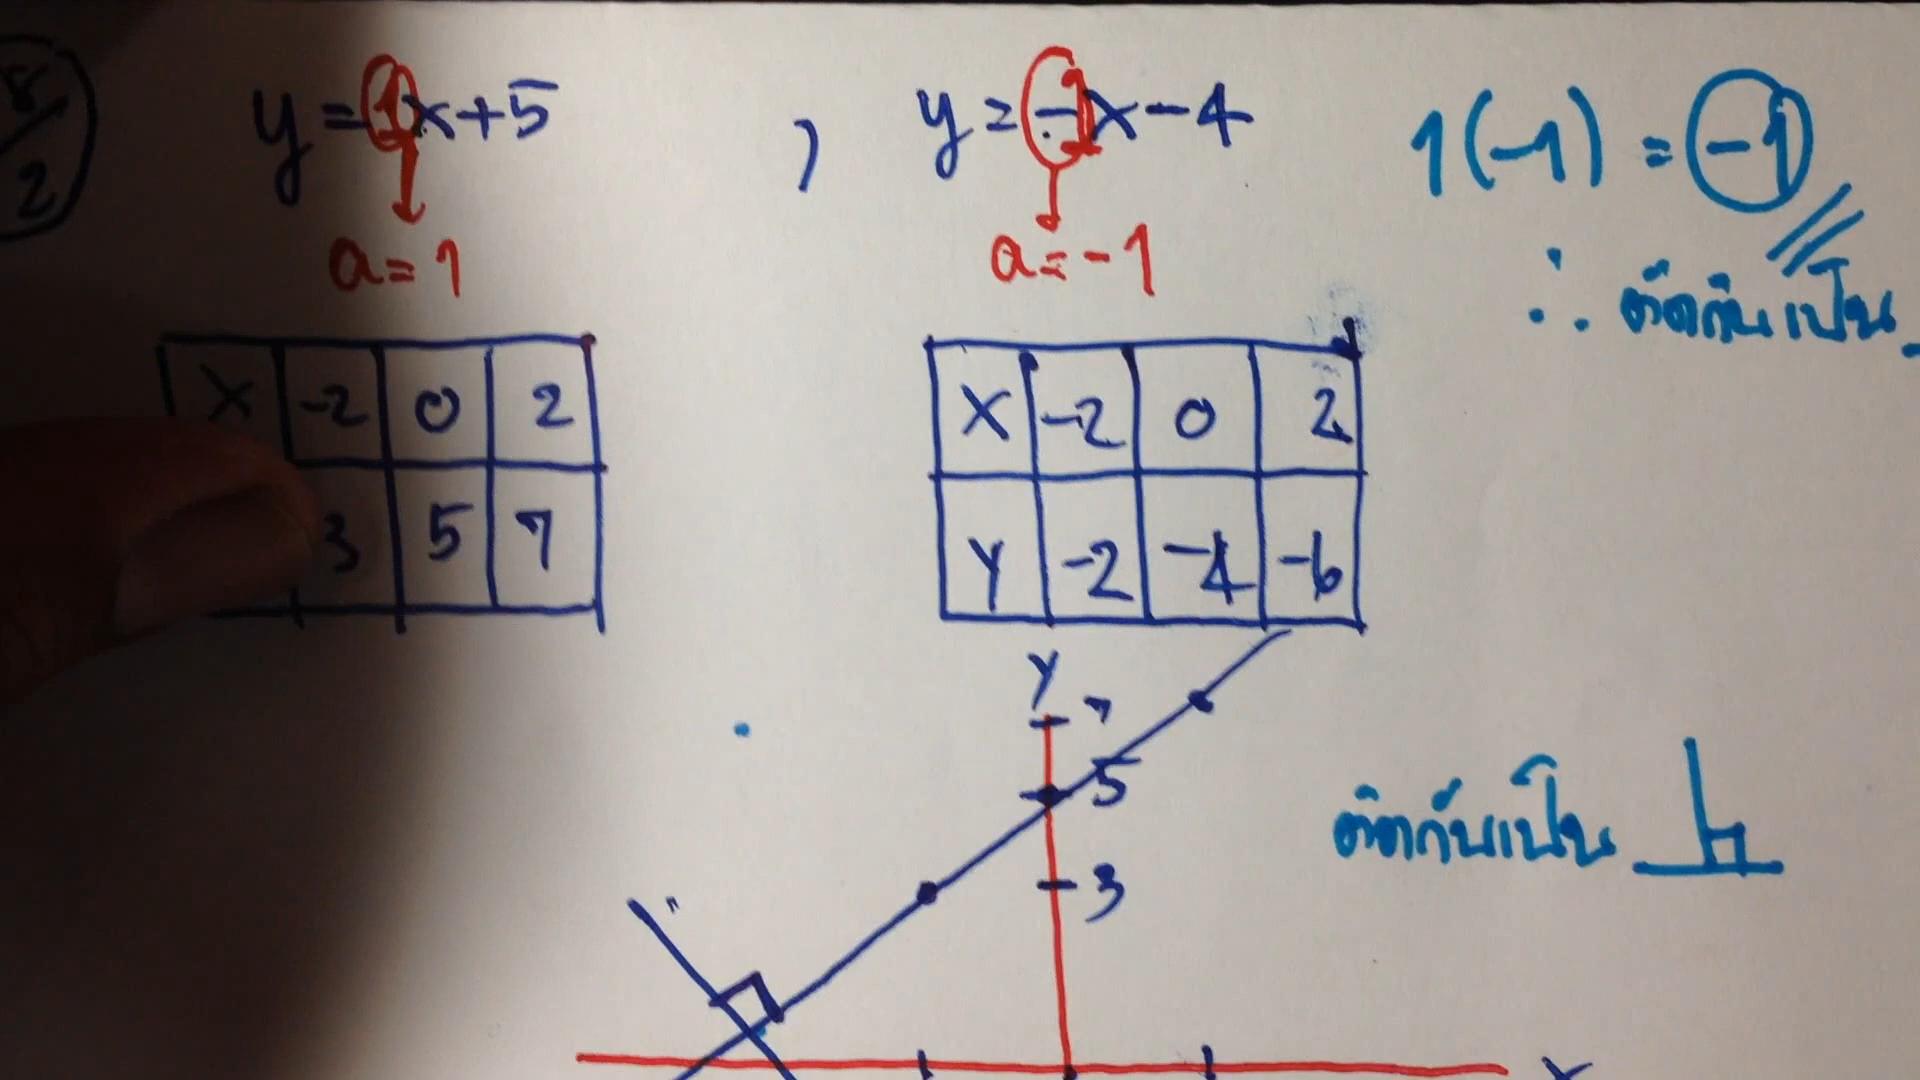 8/2
y = 1x + 5 , y = -1x - 4
1(-1) = -1
a = 1
a = -1
∴ ตัดกันเป็น
X -2 0 2
3 5 7
X -2 0 2
Y -2 -4 -6
Y
7
5
3
ตัดกันเป็น
X